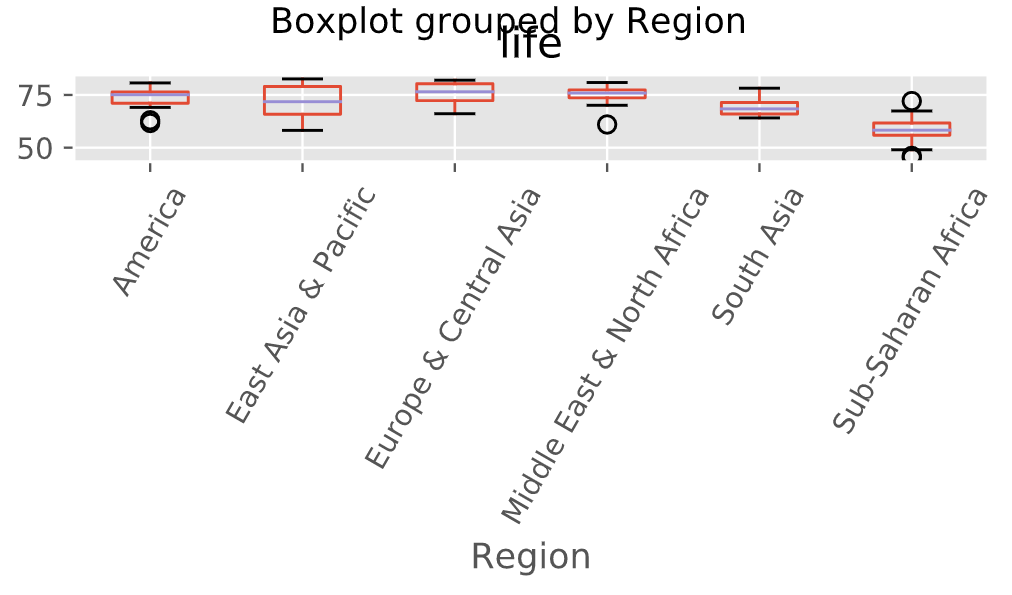 Boxplot grouped by Region
life
75
50
America
East Asia & Pacific
Europe & Central Asia
Middle East & North Africa
South Asia
Sub-Saharan Africa
Region